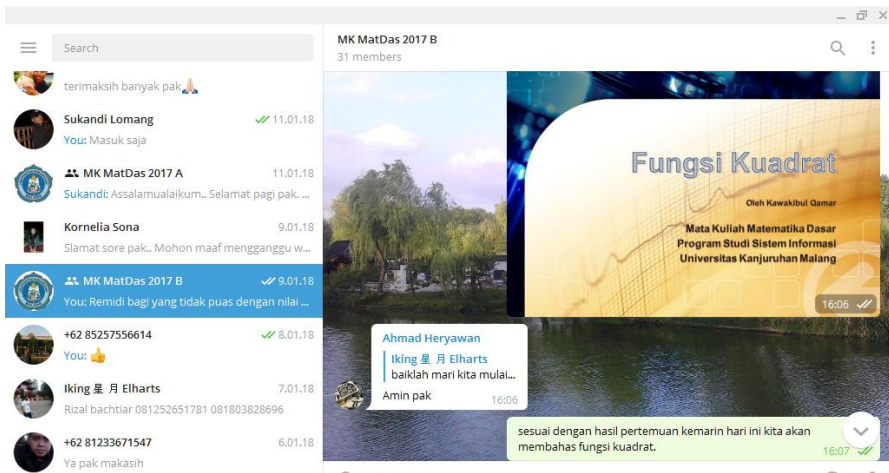 Search
terimaksih banyak pak🙏🏻
Sukandi Lomang
11.01.18
You: Masuk saja
MK MatDas 2017 A
11.01.18
Sukandi: Assalamualaikum.. Selamat pagi pak. ...
Kornelia Sona
9.01.18
Slamat sore pak.. Mohon maaf mengganggu w...
MK MatDas 2017 B
9.01.18
You: Remidi bagi yang tidak puas dengan nilai ...
+62 85257556614
8.01.18
You: 👍
Iking 星 月 Elharts
7.01.18
Rizal bachtiar 081252651781 081803828696
+62 81233671547
6.01.18
Ya pak makasih
MK MatDas 2017 B
31 members
Fungsi Kuadrat
Oleh Kawakibul Qamar
Mata Kuliah Matematika Dasar
Program Studi Sistem Informasi
Universitas Kanjuruhan Malang
16:06
Ahmad Heryawan
Iking 星 月 Elharts
baiklah mari kita mulai...
Amin pak
16:06
sesuai dengan hasil pertemuan kemarin hari ini kita akan
membahas fungsi kuadrat.
16:07